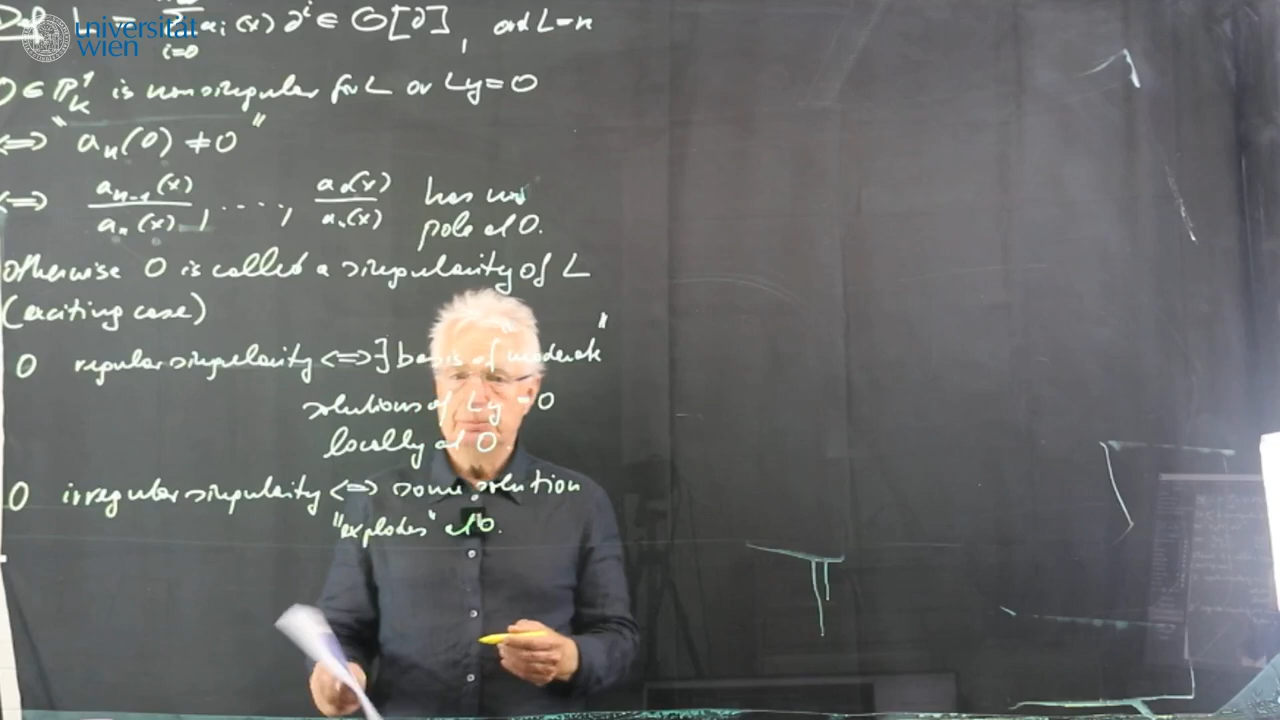 universität
wien
Def L = ∑ i=0 aᵢ(x) ∂ⁱ ∈ O[∂], ord L = n
0 ∈ ℙ¹ₖ is nonsingular for L or Ly = 0
⇔ "aₙ(0) ≠ 0"
⇔ aₙ₋₁(x)/aₙ(x), ...., a₀(x)/aₙ(x) has no
pole at 0.
Otherwise 0 is called a singularity of L
(exciting case)
0 regular singularity ⇔ ∃ basis of "moderate"
solutions of Ly = 0
locally at 0.
0 irregular singularity ⇔ some solution
"explodes" at 0.